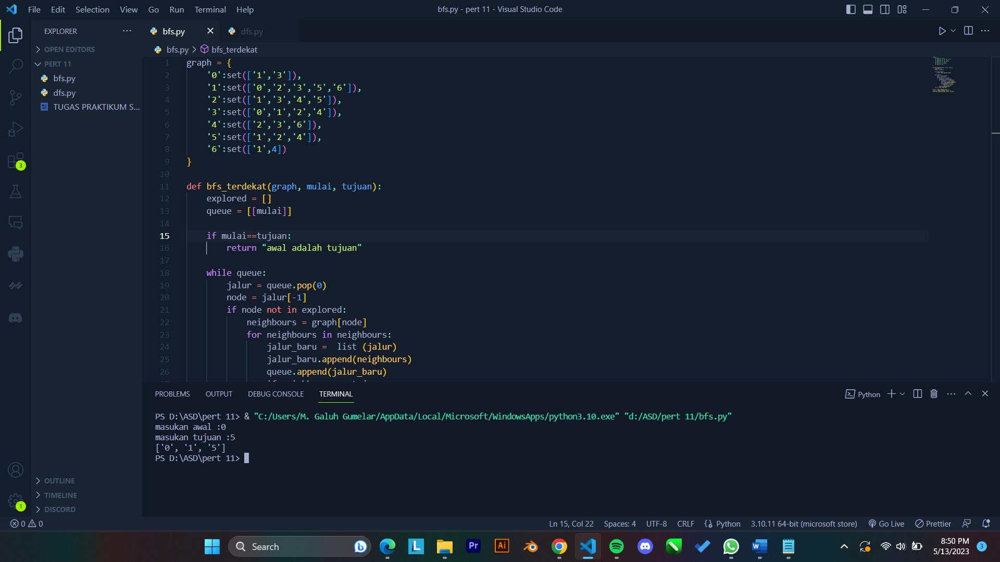 File Edit Selection View Go Run Terminal Help
bfs.py - pert 11 - Visual Studio Code
EXPLORER
OPEN EDITORS
PERT 11
bfs.py
dfs.py
TUGAS PRAKTIKUM S...
OUTLINE
TIMELINE
DISCORD
3
1
bfs.py
dfs.py
bfs.py > bfs_terdekat
1 graph = {
2     '0':set(['1','3']),
3     '1':set(['0','2','3','5','6']),
4     '2':set(['1','3','4','5']),
5     '3':set(['0','1','2','4']),
6     '4':set(['2','3','6']),
7     '5':set(['1','2','4']),
8     '6':set(['1',4])
9 }
10
11 def bfs_terdekat(graph, mulai, tujuan):
12     explored = []
13     queue = [[mulai]]
14
15     if mulai==tujuan:
16         return "awal adalah tujuan"
17
18     while queue:
19         jalur = queue.pop(0)
20         node = jalur[-1]
21         if node not in explored:
22             neighbours = graph[node]
23             for neighbours in neighbours:
24                 jalur_baru =  list (jalur)
25                 jalur_baru.append(neighbours)
26                 queue.append(jalur_baru)
PROBLEMS OUTPUT DEBUG CONSOLE TERMINAL
Python
PS D:\ASD\pert 11> & "C:/Users/M. Galuh Gumelar/AppData/Local/Microsoft/WindowsApps/python3.10.exe" "d:/ASD/pert 11/bfs.py"
masukan awal :0
masukan tujuan :5
['0', '1', '5']
PS D:\ASD\pert 11>
0 0
Ln 15, Col 22 Spaces: 4 UTF-8 CRLF Python 3.10.11 64-bit (microsoft store) Go Live Prettier
Search
L
Pr
Ai
W
8:50 PM
5/13/2023
3